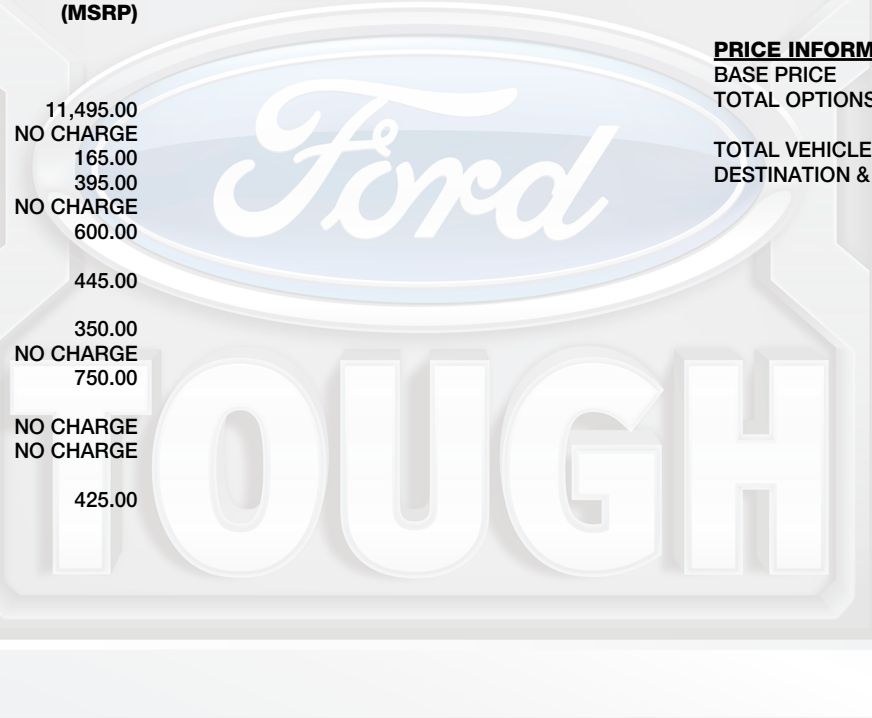 (MSRP)
11,495.00
NO CHARGE
165.00
395.00
NO CHARGE
600.00
445.00
350.00
NO CHARGE
750.00
NO CHARGE
NO CHARGE
425.00
PRICE INFORM
BASE PRICE
TOTAL OPTIONS
TOTAL VEHICLE
DESTINATION &
Ford
TOUGH